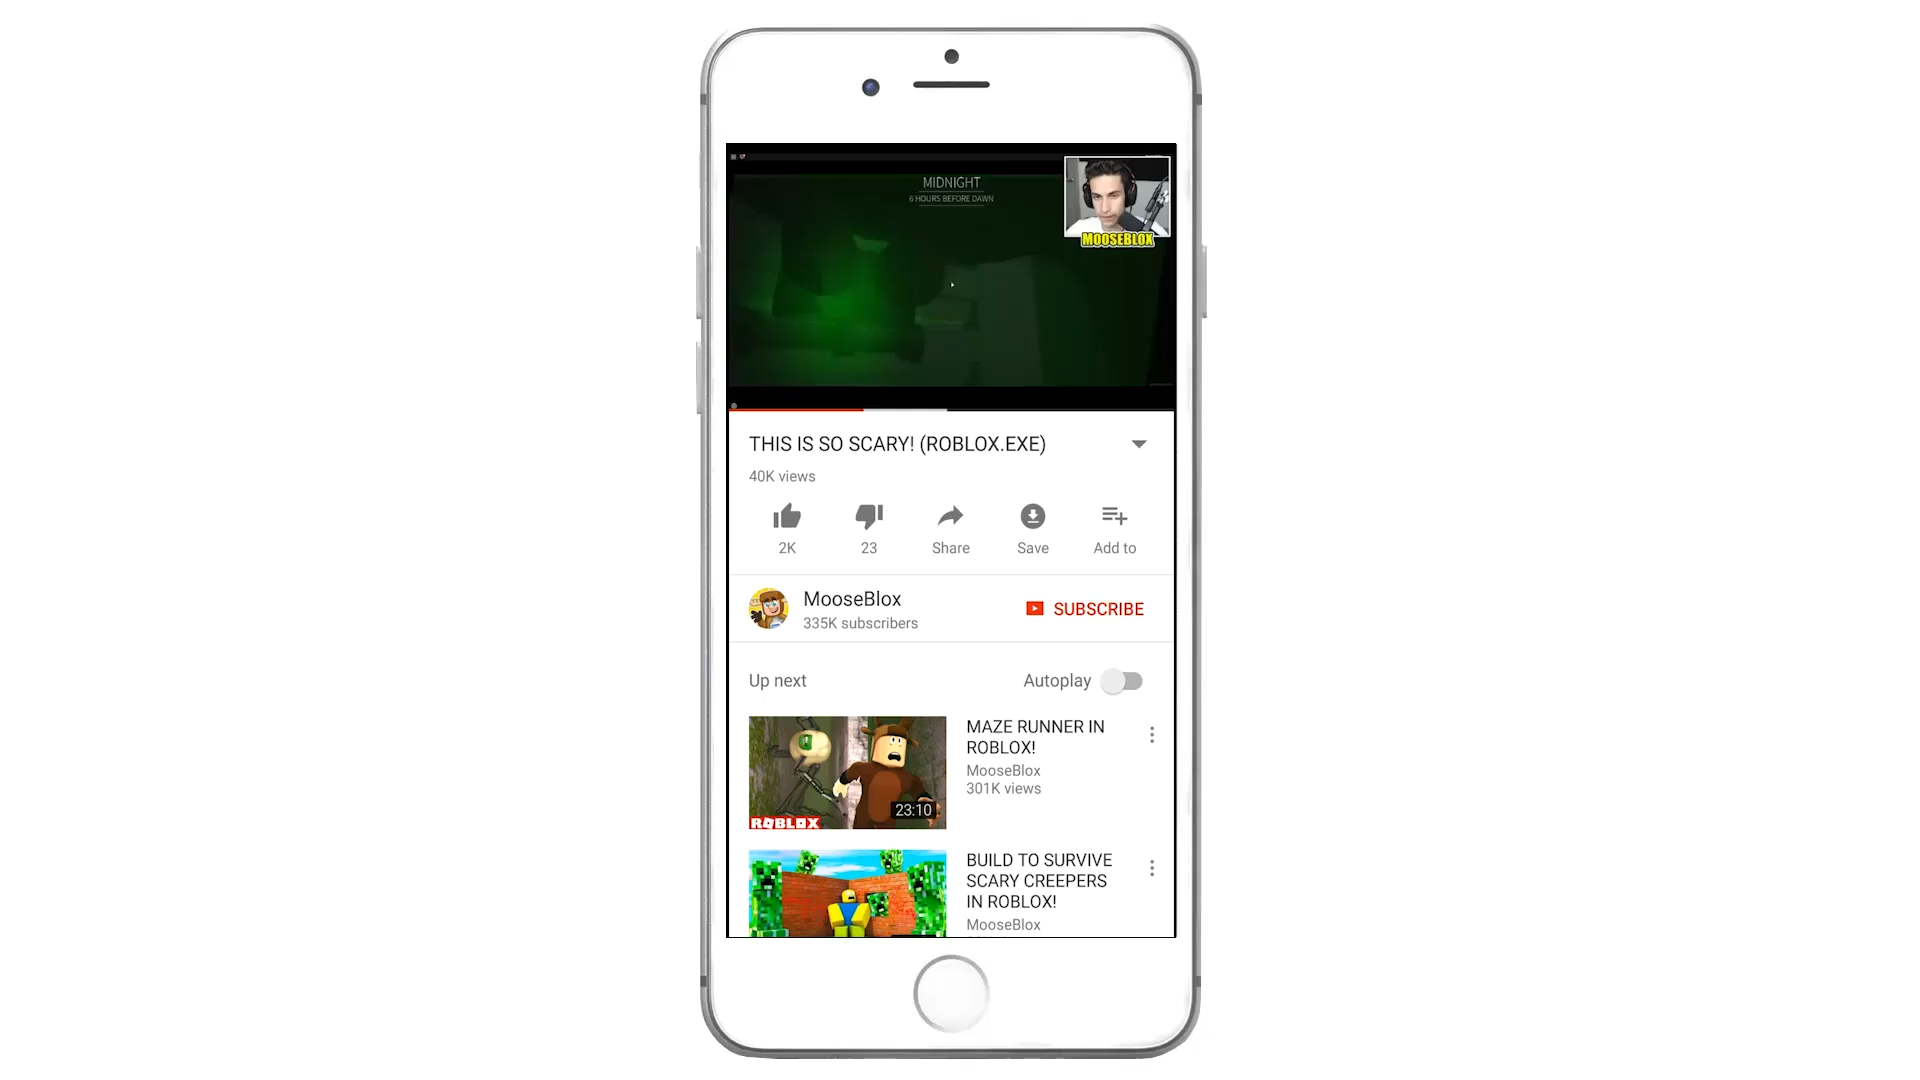 MIDNIGHT
6 HOURS BEFORE DAWN
MOOSEBLOX
THIS IS SO SCARY! (ROBLOX.EXE)
40K views
2K
23
Share
Save
Add to
MooseBlox
335K subscribers
SUBSCRIBE
Up next
Autoplay
MAZE RUNNER IN
ROBLOX!
MooseBlox
301K views
23:10
ROBLOX
BUILD TO SURVIVE
SCARY CREEPERS
IN ROBLOX!
MooseBlox